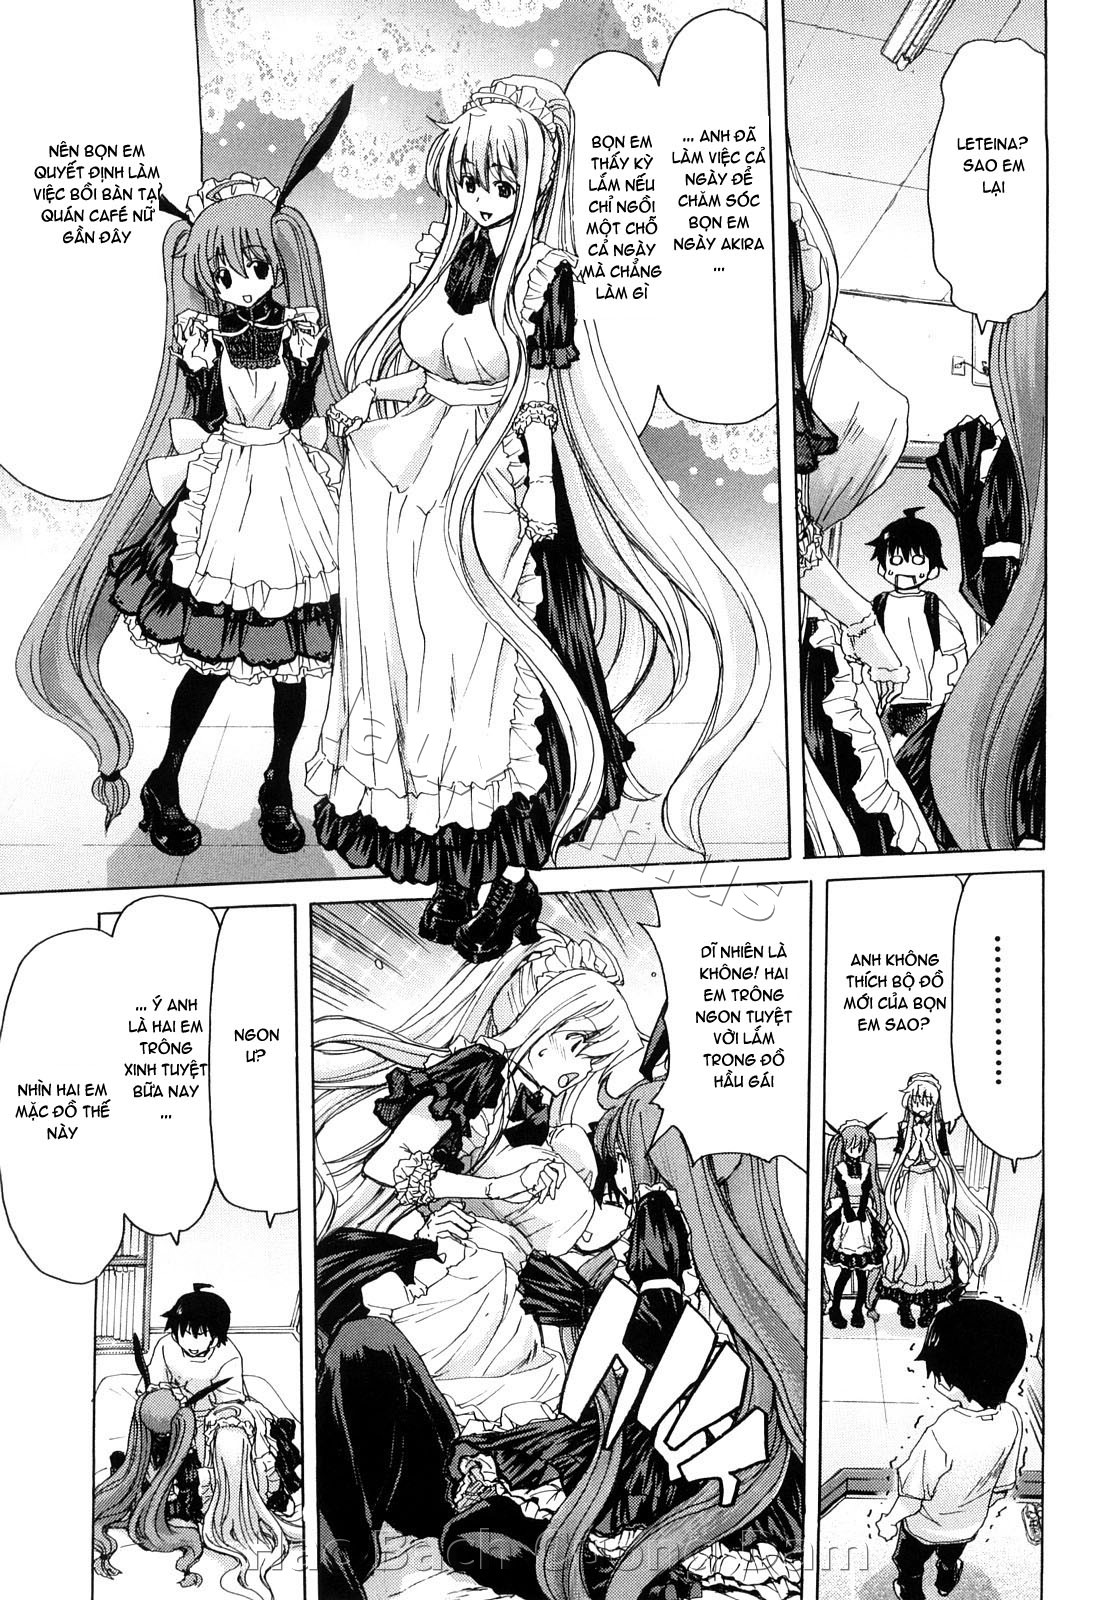 LETEINA?
SAO EM
LẠI
... ANH ĐÃ
LÀM VIỆC CẢ
NGÀY ĐỂ
CHĂM SÓC
BỌN EM
NGÀY AKIRA
...
BỌN EM
THẤY KỲ
LẮM NẾU
CHỈ NGỒI
MỘT CHỖ
CẢ NGÀY
MÀ CHẲNG
LÀM GÌ
NÊN BỌN EM
QUYẾT ĐỊNH LÀM
VIỆC BỒI BÀN TẠI
QUÁN CAFÉ NỮ
GẦN ĐÂY
ANH KHÔNG
THÍCH BỘ ĐỒ
MỚI CỦA BỌN
EM SAO?
DĨ NHIÊN LÀ
KHÔNG! HAI
EM TRÔNG
NGON TUYỆT
VỜI LẮM
TRONG ĐỒ
HẦU GÁI
NGON
Ư?
... Ý ANH
LÀ HAI EM
TRÔNG
XINH TUYỆT
BỮA NAY
...
NHÌN HAI EM
MẶC ĐỒ THẾ
NÀY